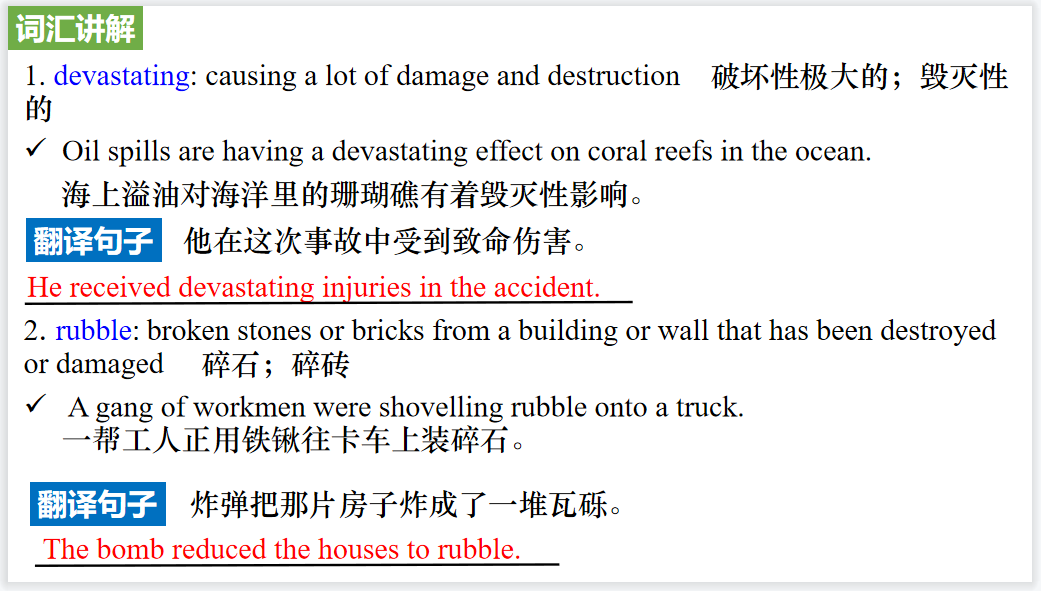 词汇讲解
1. devastating: causing a lot of damage and destruction 破坏性极大的；毁灭性
的
✓ Oil spills are having a devastating effect on coral reefs in the ocean.
海上溢油对海洋里的珊瑚礁有着毁灭性影响。
翻译句子 他在这次事故中受到致命伤害。
He received devastating injuries in the accident.
2. rubble: broken stones or bricks from a building or wall that has been destroyed
or damaged 碎石；碎砖
✓ A gang of workmen were shovelling rubble onto a truck.
一帮工人正用铁锹往卡车上装碎石。
翻译句子 炸弹把那片房子炸成了一堆瓦砾。
The bomb reduced the houses to rubble.